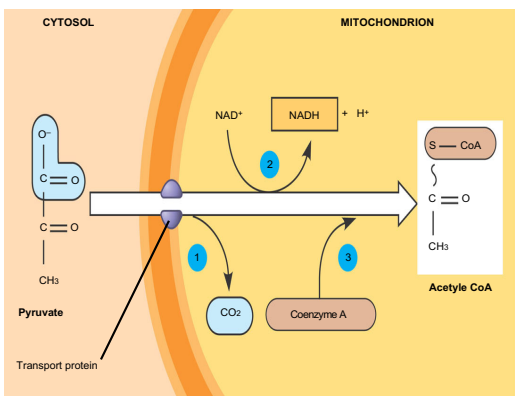 CYTOSOL
MITOCHONDRION
NAD⁺
NADH
+ H⁺
O⁻
S — CoA
2
C = O
C = O
C = O
1
3
CH₃
CH₃
CO₂
Coenzyme A
Acetyle CoA
Pyruvate
Transport protein